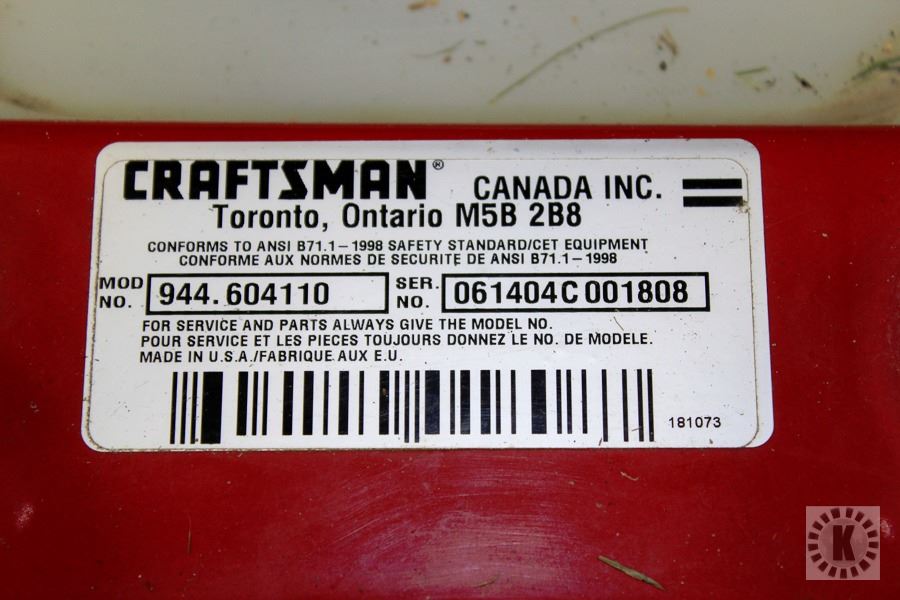 CRAFTSMAN® CANADA INC.
Toronto, Ontario M5B 2B8
CONFORMS TO ANSI B71.1–1998 SAFETY STANDARD/CET EQUIPMENT
CONFORME AUX NORMES DE SECURITE DE ANSI B71.1–1998
MOD NO. 944.604110 SER. NO. 061404C 001808
FOR SERVICE AND PARTS ALWAYS GIVE THE MODEL NO.
POUR SERVICE ET LES PIECES TOUJOURS DONNEZ LE NO. DE MODELE.
MADE IN U.S.A./FABRIQUE AUX E.U.
181073
K